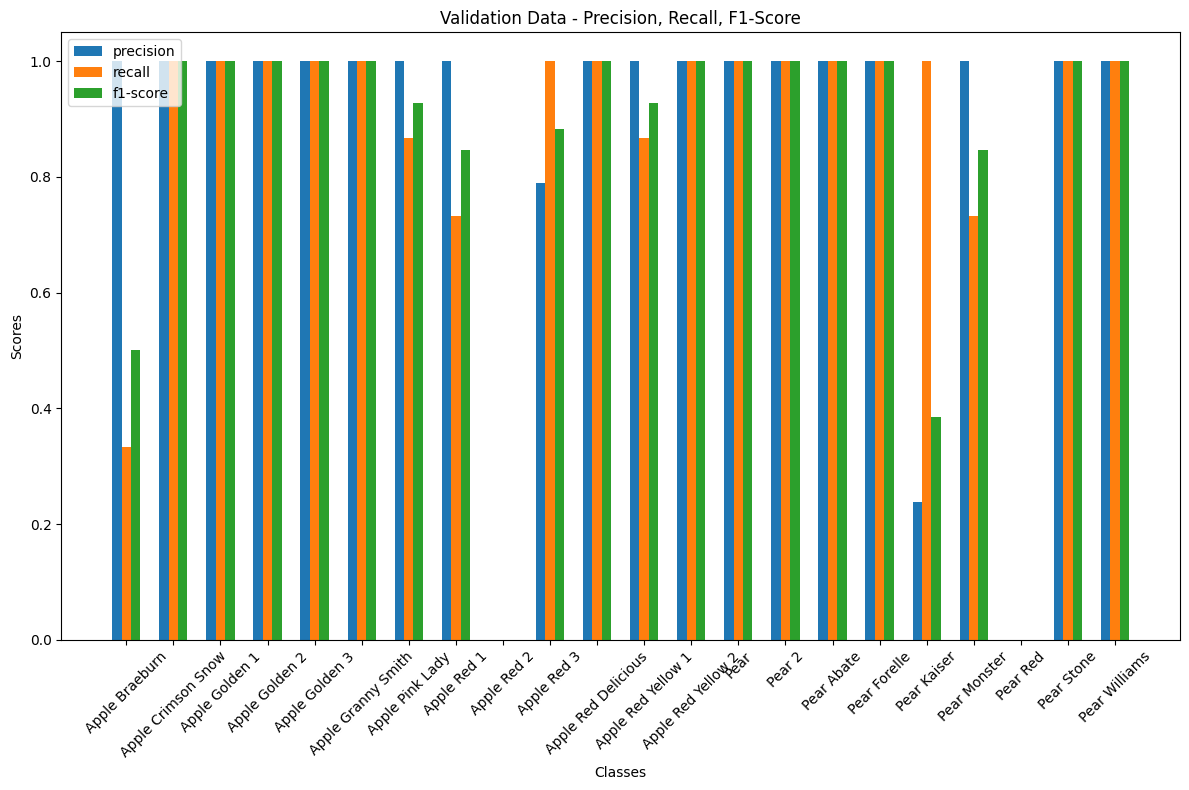 Validation Data - Precision, Recall, F1-Score
precision
recall
f1-score
1.0
0.8
0.6
0.4
0.2
0.0
Scores
Apple Braeburn
Apple Crimson Snow
Apple Golden 1
Apple Golden 2
Apple Golden 3
Apple Granny Smith
Apple Pink Lady
Apple Red 1
Apple Red 2
Apple Red 3
Apple Red Delicious
Apple Red Yellow 1
Apple Red Yellow 2
Pear
Pear 2
Pear Abate
Pear Forelle
Pear Kaiser
Pear Monster
Pear Red
Pear Stone
Pear Williams
Classes